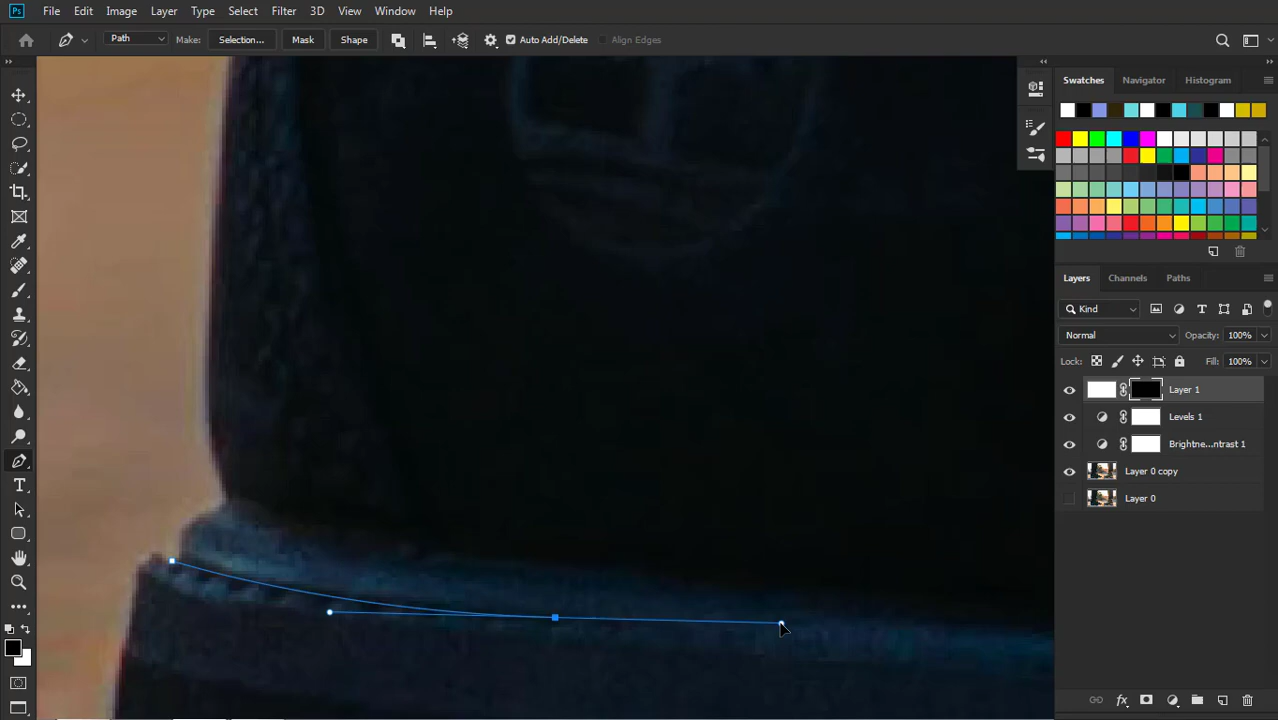 Ps File Edit Image Layer Type Select Filter 3D View Window Help
Path Make: Selection... Mask Shape Auto Add/Delete Align Edges
Swatches Navigator Histogram
Layers Channels Paths
Kind
Normal Opacity: 100%
Lock: Fill: 100%
Layer 1
Levels 1
Brightne...ntrast 1
Layer 0 copy
Layer 0
fx